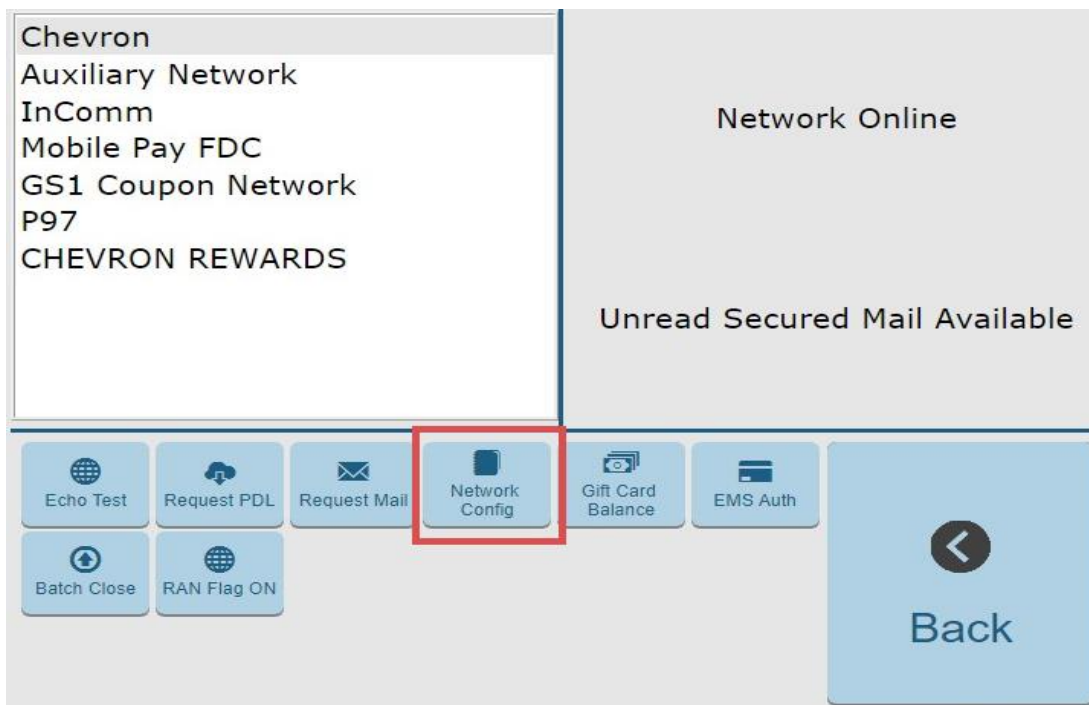 Chevron
Auxiliary Network
InComm
Mobile Pay FDC
GS1 Coupon Network
P97
CHEVRON REWARDS
Network Online
Unread Secured Mail Available
Echo Test
Request PDL
Request Mail
Network
Config
Gift Card
Balance
EMS Auth
Batch Close
RAN Flag ON
Back